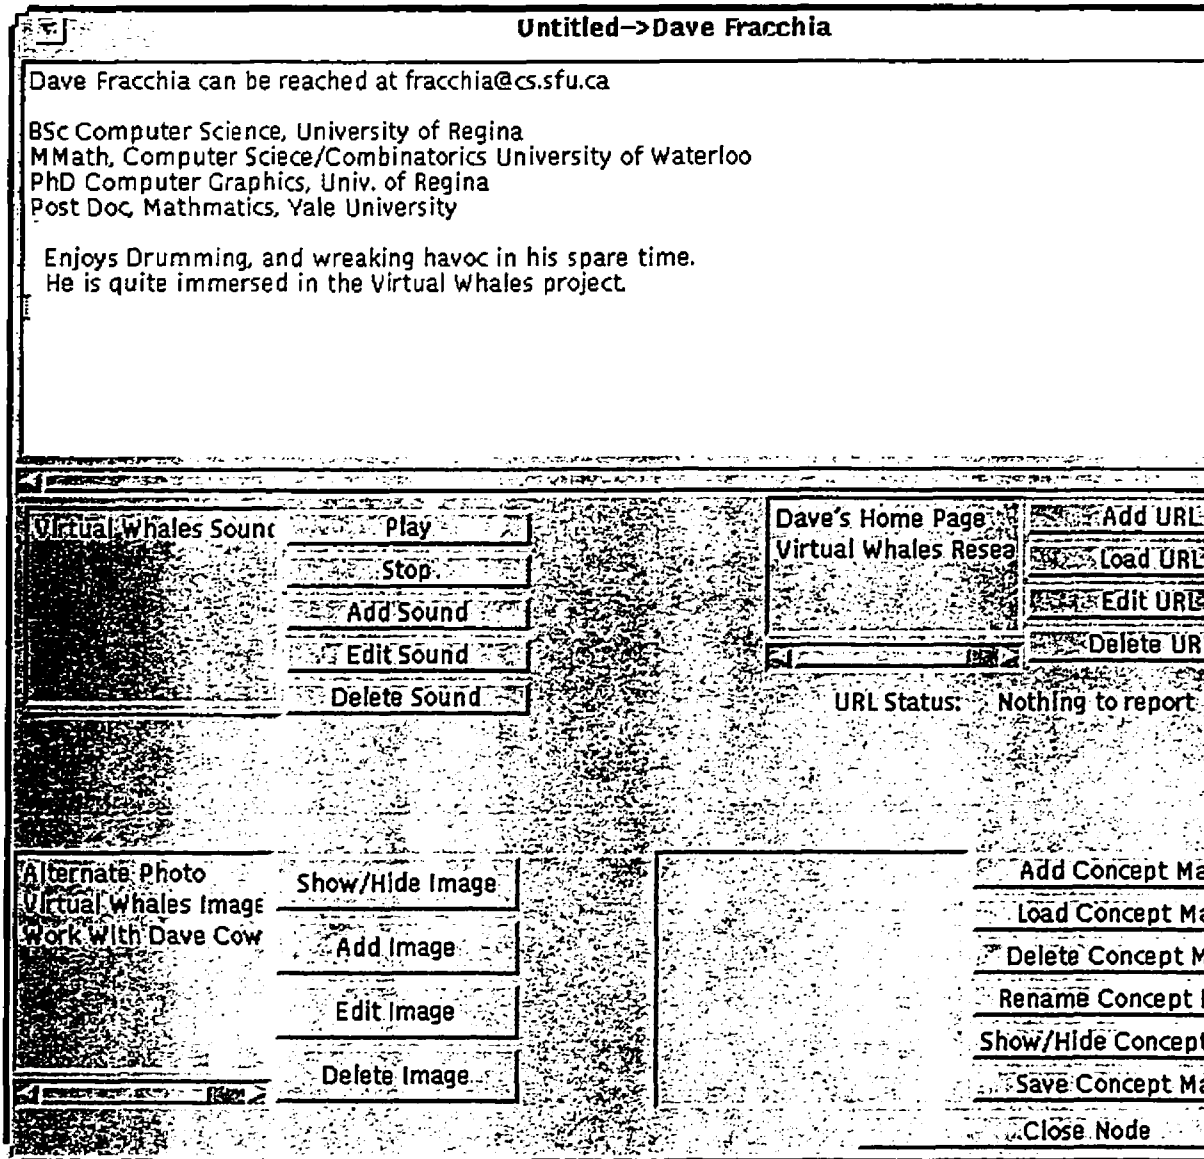 Untitled->Dave Fracchia
Dave Fracchia can be reached at fracchia@cs.sfu.ca
BSc Computer Science, University of Regina
MMath, Computer Sciece/Combinatorics University of Waterloo
PhD Computer Graphics, Univ. of Regina
Post Doc, Mathmatics, Yale University
Enjoys Drumming, and wreaking havoc in his spare time.
He is quite immersed in the Virtual Whales project.
Virtual Whales Sound
Play
Stop
Add Sound
Edit Sound
Delete Sound
Dave's Home Page
Virtual Whales Resea
Add URL
Load URL
Edit URL
Delete UR
URL Status: Nothing to report
Alternate Photo
Virtual Whales Image
Work with Dave Cow
Show/Hide Image
Add Image
Edit Image
Delete Image
Add Concept Ma
Load Concept Ma
Delete Concept M
Rename Concept
Show/Hide Concept
Save Concept Ma
Close Node